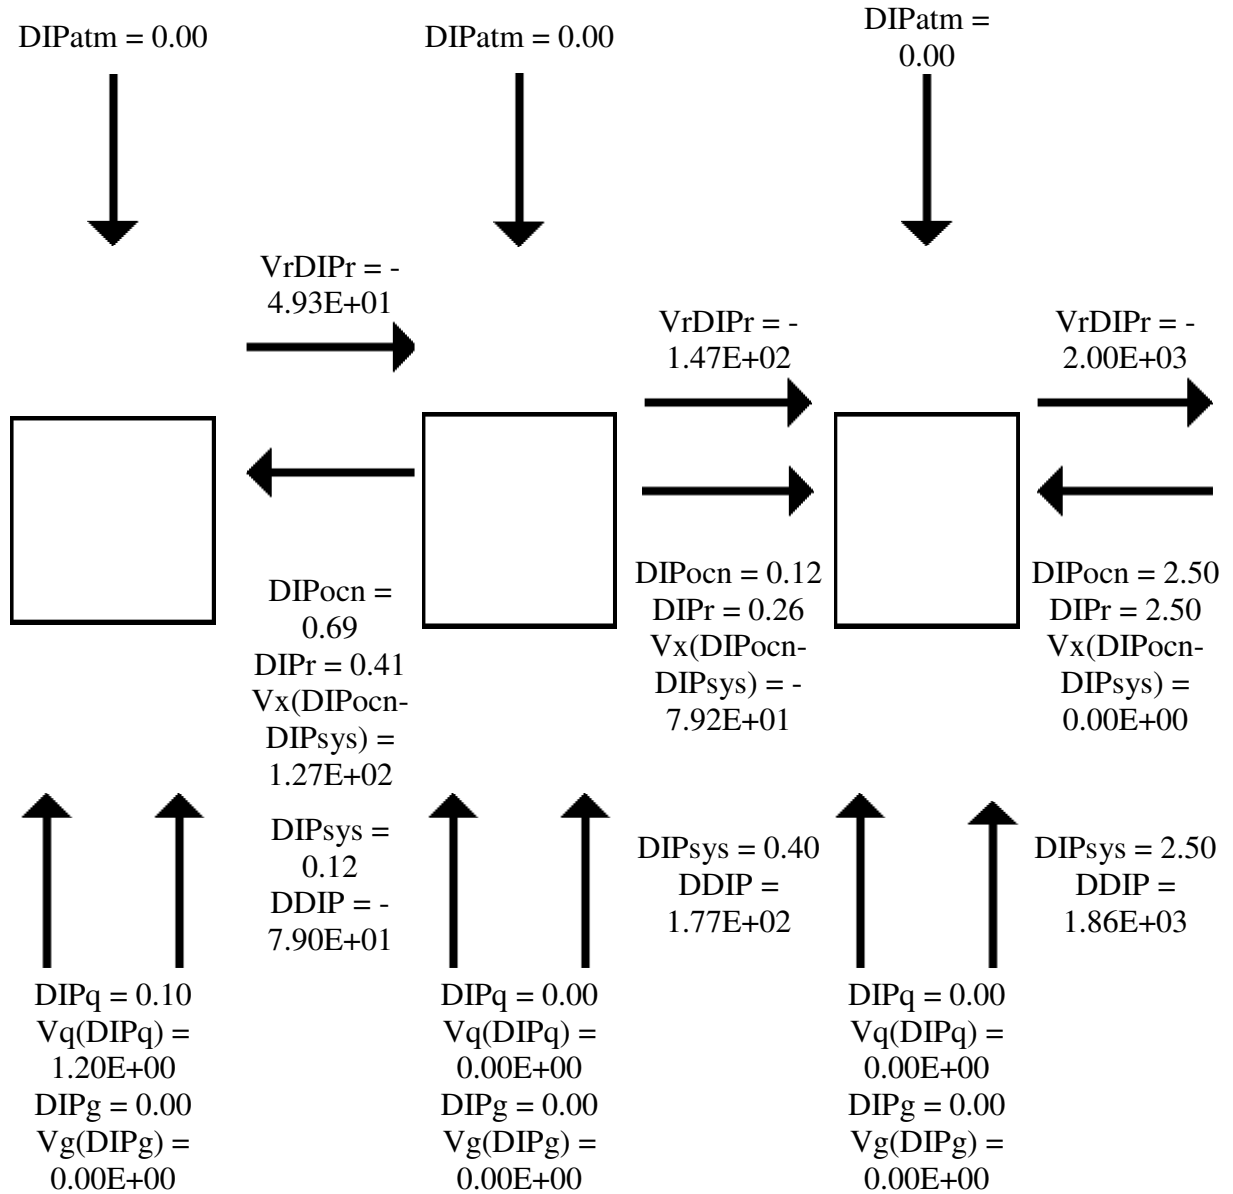 DIPatm = 0.00
DIPatm = 0.00
DIPatm =
0.00
VrDIPr = -
4.93E+01
VrDIPr = -
1.47E+02
VrDIPr = -
2.00E+03
DIPocn =
0.69
DIPr = 0.41
Vx(DIPocn-
DIPsys) =
1.27E+02
DIPocn = 0.12
DIPr = 0.26
Vx(DIPocn-
DIPsys) = -
7.92E+01
DIPocn = 2.50
DIPr = 2.50
Vx(DIPocn-
DIPsys) =
0.00E+00
DIPsys =
0.12
DDIP = -
7.90E+01
DIPsys = 0.40
DDIP =
1.77E+02
DIPsys = 2.50
DDIP =
1.86E+03
DIPq = 0.10
Vq(DIPq) =
1.20E+00
DIPg = 0.00
Vg(DIPg) =
0.00E+00
DIPq = 0.00
Vq(DIPq) =
0.00E+00
DIPg = 0.00
Vg(DIPg) =
0.00E+00
DIPq = 0.00
Vq(DIPq) =
0.00E+00
DIPg = 0.00
Vg(DIPg) =
0.00E+00